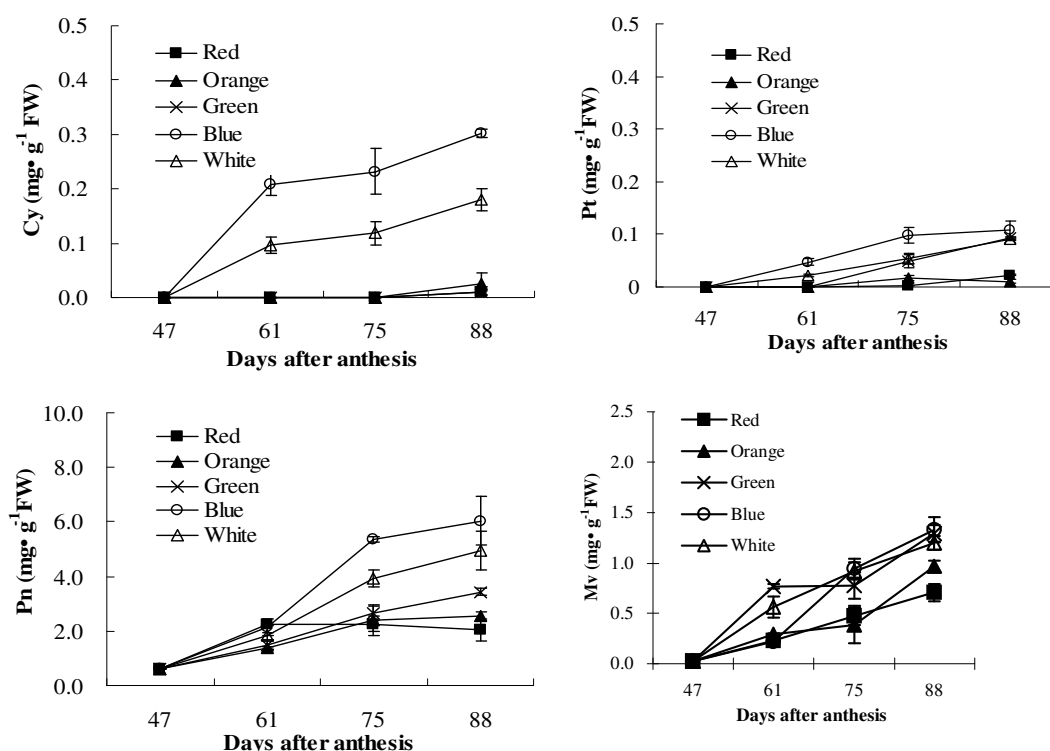 Cy (mg• g⁻¹ FW)
0.5
0.4
0.3
0.2
0.1
0.0
Red
Orange
Green
Blue
White
47 61 75 88
Days after anthesis
Pt (mg• g⁻¹ FW)
0.5
0.4
0.3
0.2
0.1
0
Red
Orange
Green
Blue
White
47 61 75 88
Days after anthesis
Pn (mg• g⁻¹FW)
10.0
8.0
6.0
4.0
2.0
0.0
Red
Orange
Green
Blue
White
47 61 75 88
Days after anthesis
Mv (mg• g⁻¹FW)
2.5
2.0
1.5
1.0
0.5
0.0
Red
Orange
Green
Blue
White
47 61 75 88
Days after anthesis